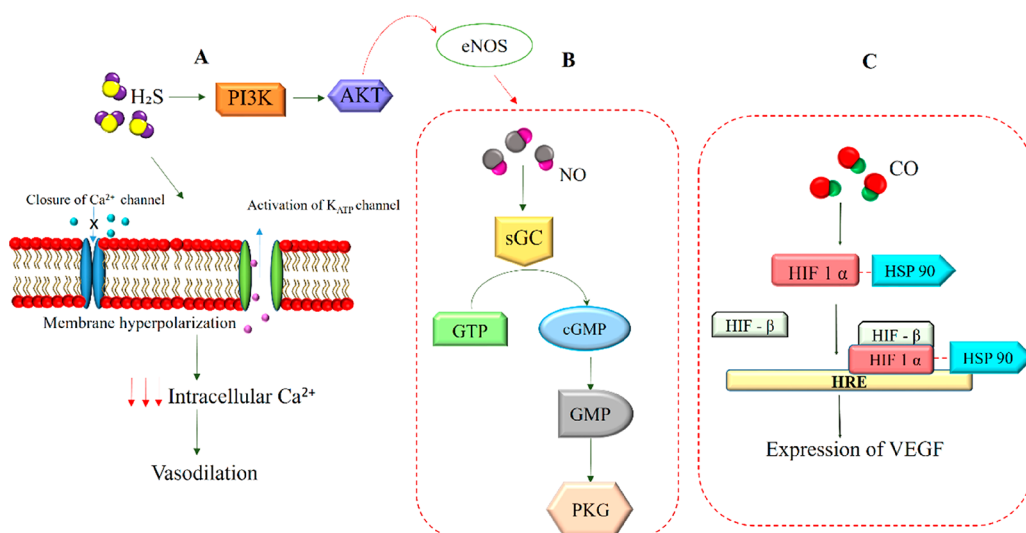 A
H₂S
PI3K
AKT
eNOS
Closure of Ca²⁺ channel
X
Activation of K_ATP channel
Membrane hyperpolarization
Intracellular Ca²⁺
Vasodilation
B
NO
sGC
GTP
cGMP
GMP
PKG
C
CO
HIF 1 α
HSP 90
HIF - β
HIF - β
HIF 1 α
HSP 90
HRE
Expression of VEGF